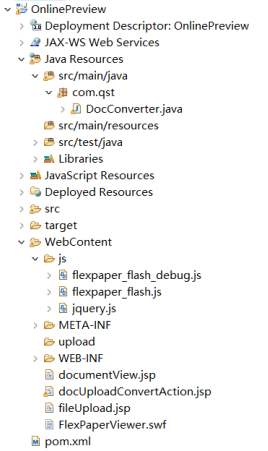 OnlinePreview
Deployment Descriptor: OnlinePreview
JAX-WS Web Services
Java Resources
src/main/java
com.qst
DocConverter.java
src/main/resources
src/test/java
Libraries
JavaScript Resources
Deployed Resources
src
target
WebContent
js
flexpaper_flash_debug.js
flexpaper_flash.js
jquery.js
META-INF
upload
WEB-INF
documentView.jsp
docUploadConvertAction.jsp
fileUpload.jsp
FlexPaperViewer.swf
pom.xml